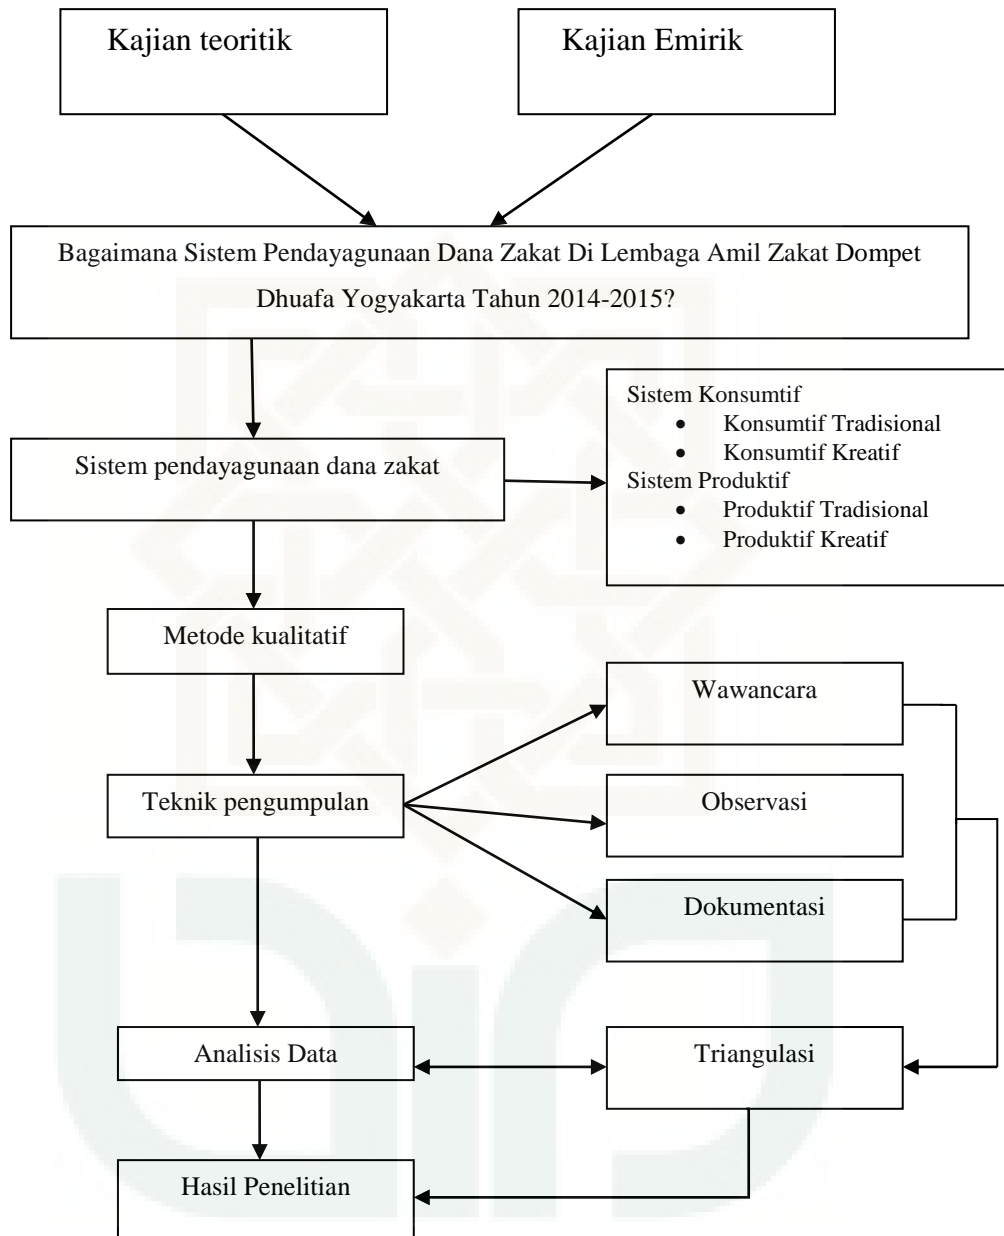 Kajian teoritik
Kajian Emirik
Bagaimana Sistem Pendayagunaan Dana Zakat Di Lembaga Amil Zakat Dompet
Dhuafa Yogyakarta Tahun 2014-2015?
Sistem Konsumtif
• Konsumtif Tradisional
• Konsumtif Kreatif
Sistem Produktif
• Produktif Tradisional
• Produktif Kreatif
Sistem pendayagunaan dana zakat
Metode kualitatif
Wawancara
Teknik pengumpulan
Observasi
Dokumentasi
Analisis Data
Triangulasi
Hasil Penelitian